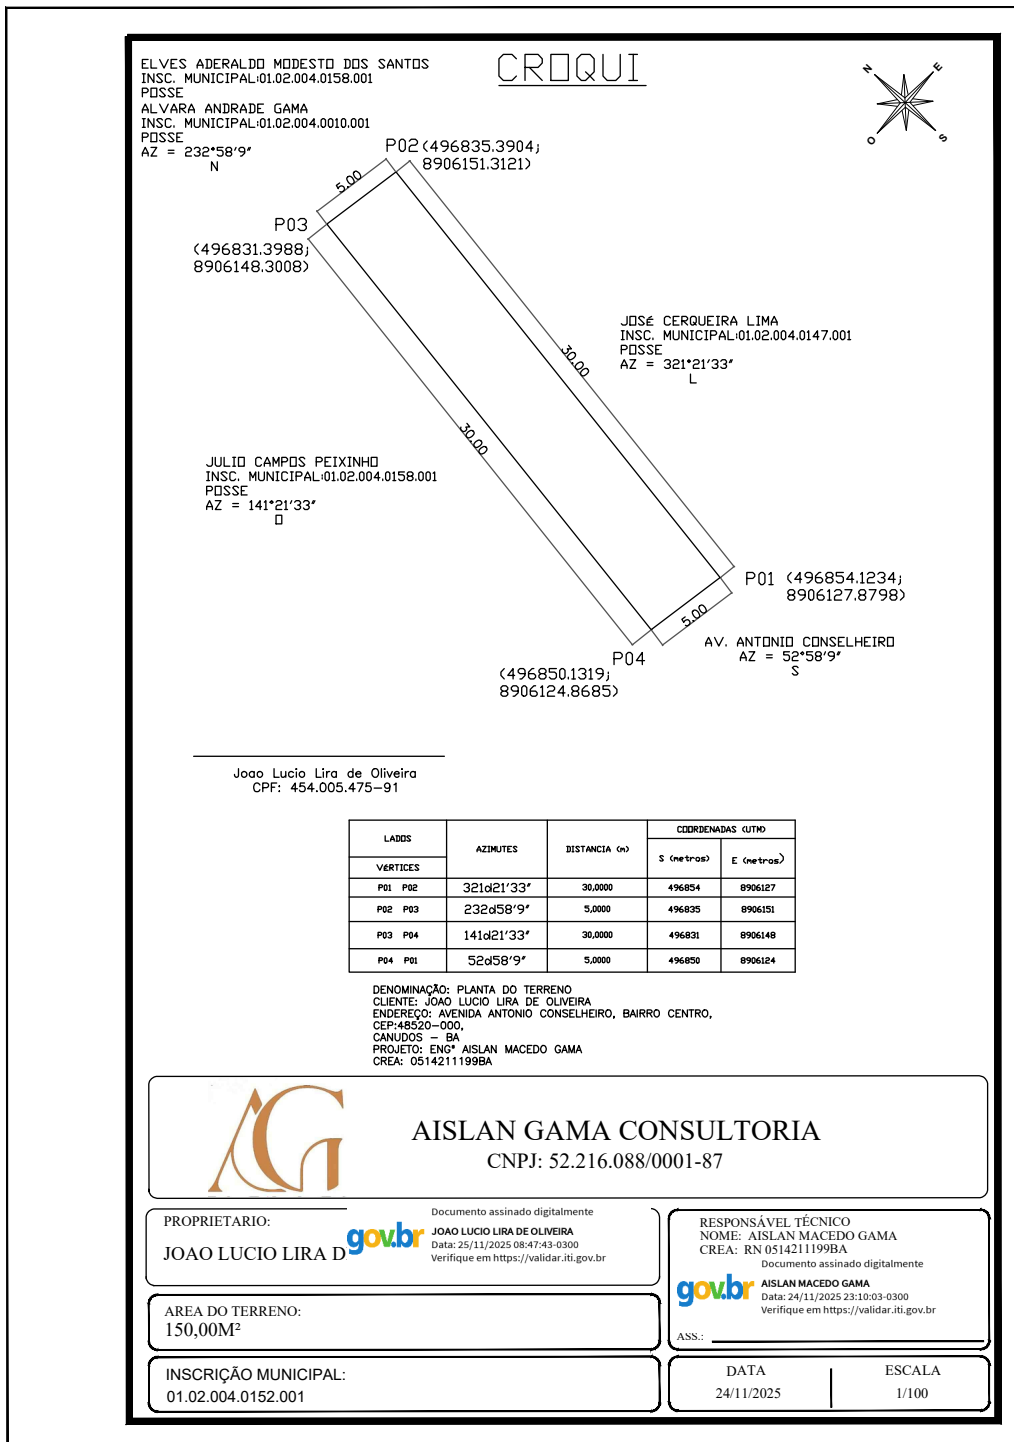 CROQUI
ELVES ADERALDO MODESTO DOS SANTOS
INSC. MUNICIPAL:01.02.004.0158.001
POSSE
ALVARA ANDRADE GAMA
INSC. MUNICIPAL:01.02.004.0010.001
POSSE
AZ = 232°58'9"
N
N
E
O
S
P02 (496835.3904;
8906151.3121)
5.00
P03
(496831.3988;
8906148.3008)
JOSÉ CERQUEIRA LIMA
INSC. MUNICIPAL:01.02.004.0147.001
POSSE
AZ = 321°21'33"
L
30.00
30.00
JULIO CAMPOS PEIXINHO
INSC. MUNICIPAL:01.02.004.0158.001
POSSE
AZ = 141°21'33"
O
P01 (496854.1234;
8906127.8798)
5.00
AV. ANTONIO CONSELHEIRO
AZ = 52°58'9"
S
P04
(496850.1319;
8906124.8685)
Joao Lucio Lira de Oliveira
CPF: 454.005.475-91
LADOS AZIMUTES DISTANCIA (m) COORDENADAS (UTM)
VÉRTICES S (metros) E (metros)
P01 P02 321d21'33" 30,0000 496854 8906127
P02 P03 232d58'9" 5,0000 496835 8906151
P03 P04 141d21'33" 30,0000 496831 8906148
P04 P01 52d58'9" 5,0000 496850 8906124
DENOMINAÇÃO: PLANTA DO TERRENO
CLIENTE: JOAO LUCIO LIRA DE OLIVEIRA
ENDEREÇO: AVENIDA ANTONIO CONSELHEIRO, BAIRRO CENTRO,
CEP:48520-000,
CANUDOS - BA
PROJETO: ENG° AISLAN MACEDO GAMA
CREA: 0514211199BA
AG
AISLAN GAMA CONSULTORIA
CNPJ: 52.216.088/0001-87
PROPRIETARIO:
JOAO LUCIO LIRA D
gov.br
Documento assinado digitalmente
JOAO LUCIO LIRA DE OLIVEIRA
Data: 25/11/2025 08:47:43-0300
Verifique em https://validar.iti.gov.br
RESPONSÁVEL TÉCNICO
NOME: AISLAN MACEDO GAMA
CREA: RN 0514211199BA
gov.br
Documento assinado digitalmente
AISLAN MACEDO GAMA
Data: 24/11/2025 23:10:03-0300
Verifique em https://validar.iti.gov.br
ASS.:
AREA DO TERRENO:
150,00M²
INSCRIÇÃO MUNICIPAL:
01.02.004.0152.001
DATA
24/11/2025
ESCALA
1/100